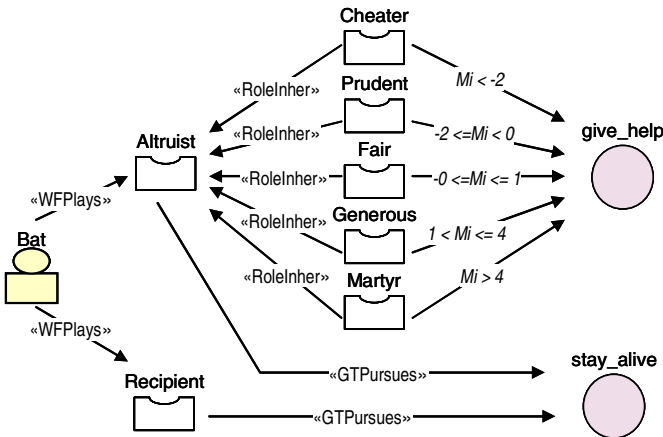 Cheater
«RoleInher»
Mi < -2
Prudent
«RoleInher»
-2 <=Mi < 0
give_help
Altruist
Fair
«RoleInher»
-0 <=Mi <= 1
«WFPlays»
Generous
«RoleInher»
1 < Mi <= 4
Bat
«RoleInher»
Martyr
Mi > 4
«WFPlays»
stay_alive
Recipient
«GTPursues»
«GTPursues»